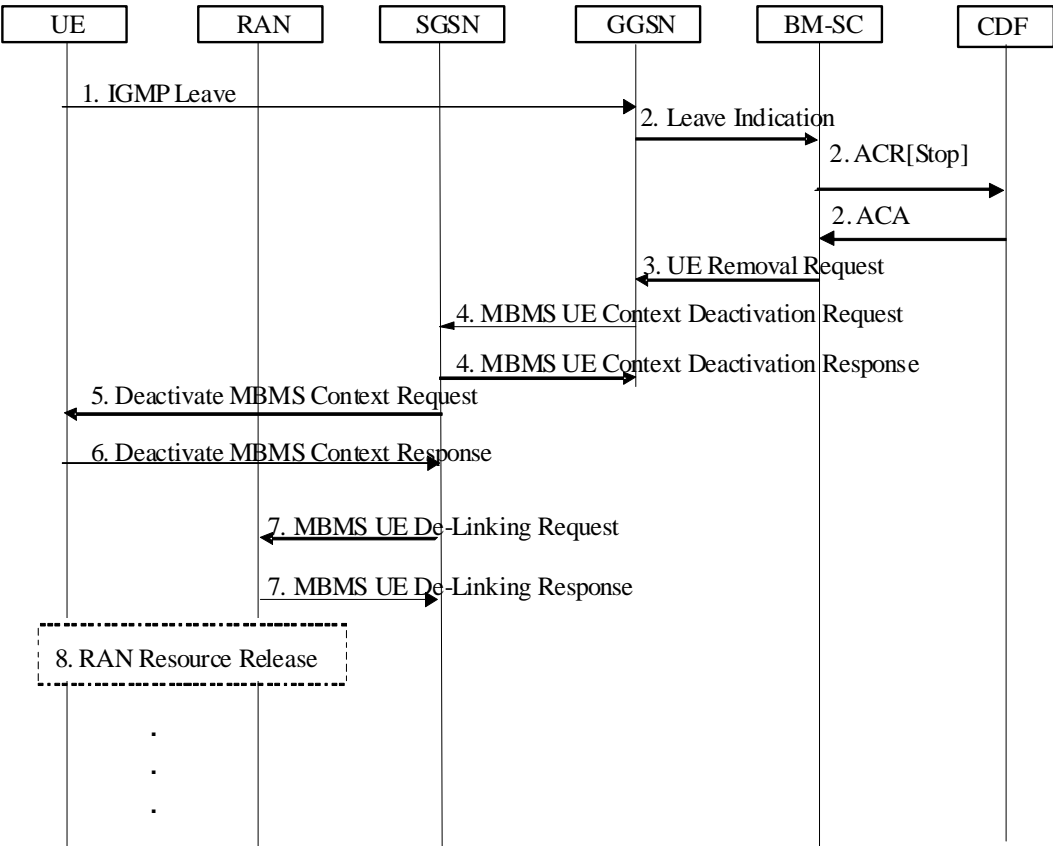 UE
RAN
SGSN
GGSN
BM-SC
CDF
1. IGMP Leave
2. Leave Indication
2. ACR[Stop]
2. ACA
3. UE Removal Request
4. MBMS UE Context Deactivation Request
4. MBMS UE Context Deactivation Response
5. Deactivate MBMS Context Request
6. Deactivate MBMS Context Response
7. MBMS UE De-Linking Request
7. MBMS UE De-Linking Response
8. RAN Resource Release
.
.
.